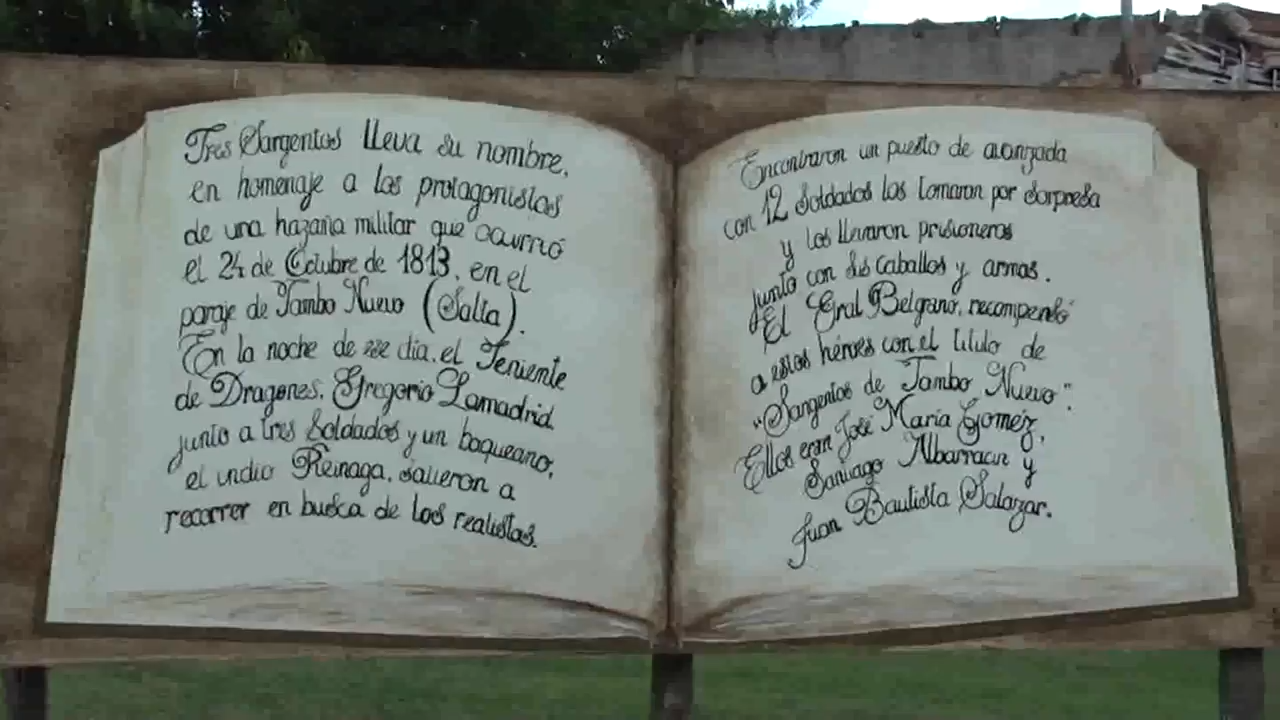 Tres Sargentos lleva su nombre,
en homenaje a los protagonistas
de una hazaña militar que ocurrió
el 24 de Octubre de 1813, en el
paraje de Tambo Nuevo (Salta).
En la noche de ese dia, el Teniente
de Dragones, Gregorio Lamadrid
junto a tres Soldados y un baqueano,
el indio Reinaga, salieron a
recorrer en busca de los realistas.
Encontraron un puesto de avanzada
con 12 Soldados los tomaron por sorpresa
y los llevaron prisioneros
junto con sus caballos y armas.
El Gral Belgrano, recompensó
a estos héroes con el titulo de
"Sargentos de Tambo Nuevo".
Ellos eran José María Goméz,
Santiago Albarracin y
Juan Bautista Salazar.